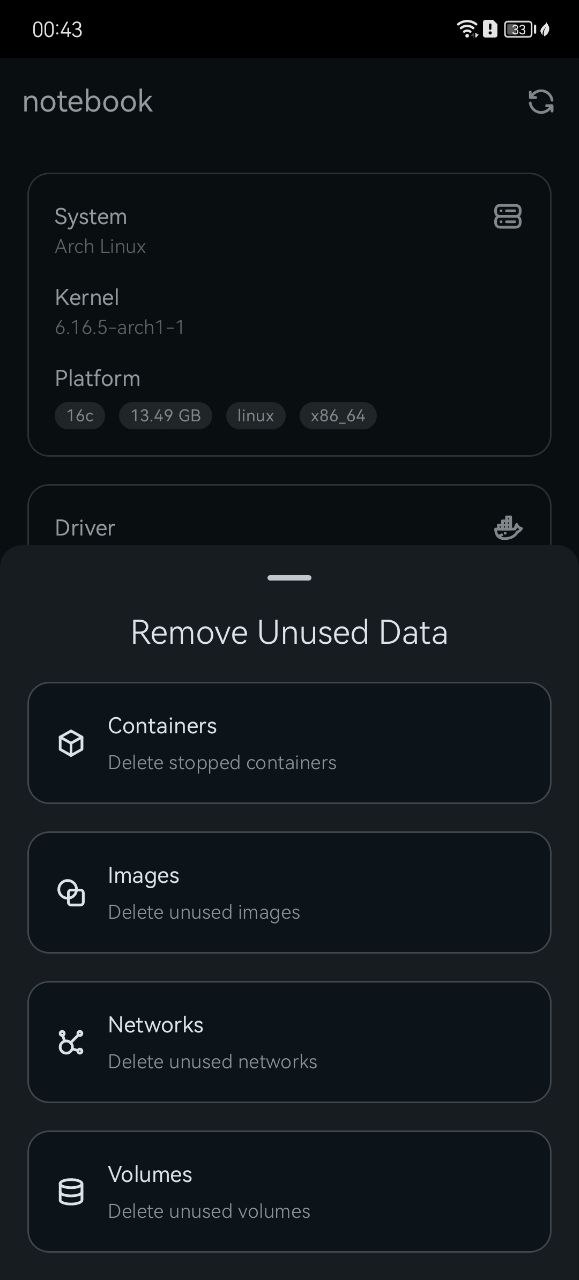 00:43
33
notebook
System
Arch Linux
Kernel
6.16.5-arch1-1
Platform
16c 13.49 GB linux x86_64
Driver
Remove Unused Data
Containers
Delete stopped containers
Images
Delete unused images
Networks
Delete unused networks
Volumes
Delete unused volumes